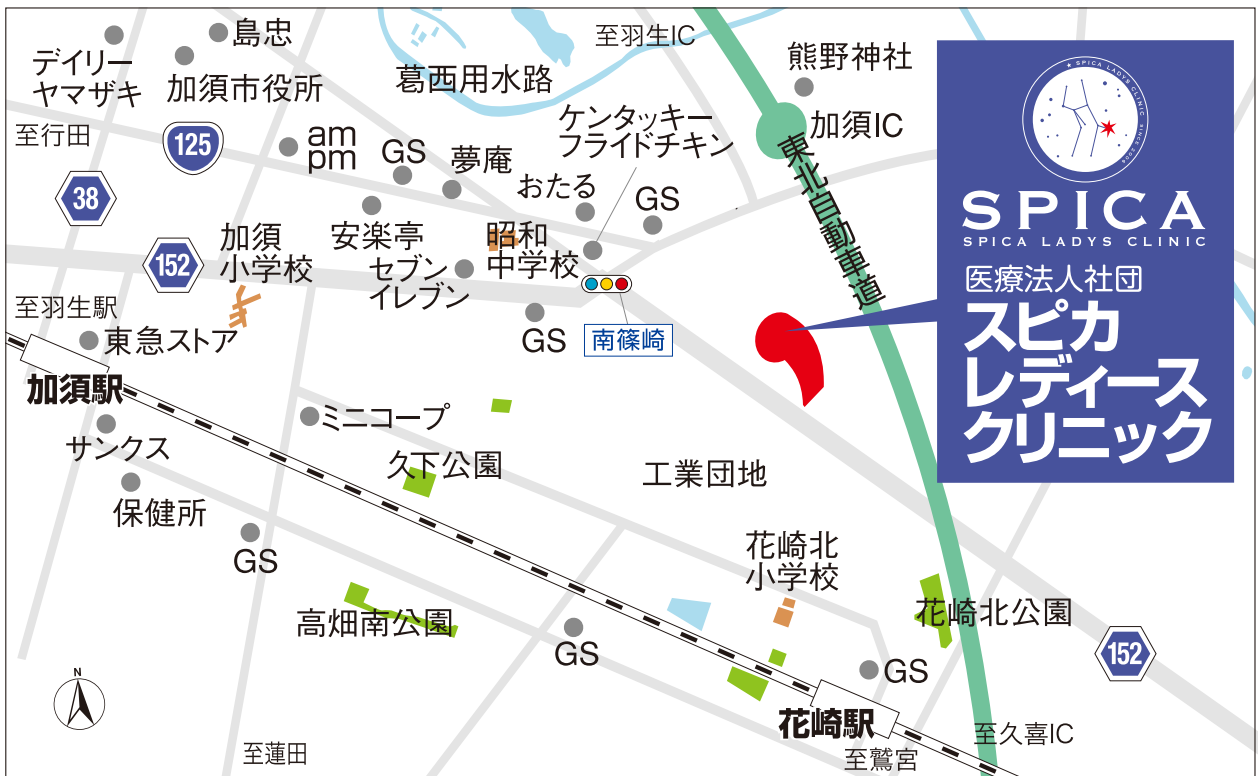 島忠
至羽生IC
デイリー
ヤマザキ
加須市役所
葛西用水路
熊野神社
至行田
125
am
pm
GS
夢庵
ケンタッキー
フライドチキン
加須IC
38
おたる
GS
東北自動車道
加須
小学校
安楽亭
昭和
中学校
152
セブン
イレブン
至羽生駅
東急ストア
GS
南篠崎
加須駅
サンクス
ミニコープ
保健所
久下公園
工業団地
GS
高畑南公園
GS
花崎北
小学校
花崎北公園
152
GS
花崎駅
N
至蓮田
至鷲宮
至久喜IC
★ SPICA LADYS CLINIC SINCE 2004
SPICA
SPICA LADYS CLINIC
医療法人社団
スピカ
レディース
クリニック